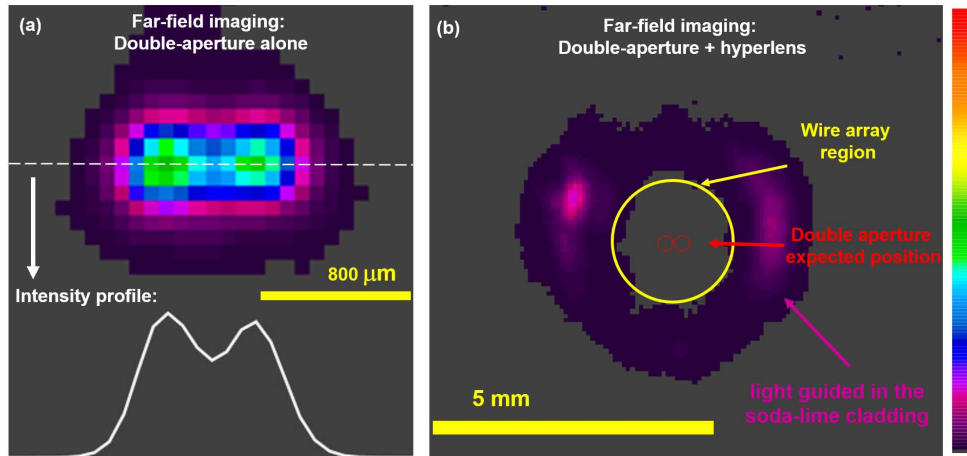 (a)
Far-field imaging:
Double-aperture alone
800 μm
Intensity profile:
(b)
Far-field imaging:
Double-aperture + hyperlens
Wire array
region
Double aperture
expected position
5 mm
light guided in the
soda-lime cladding